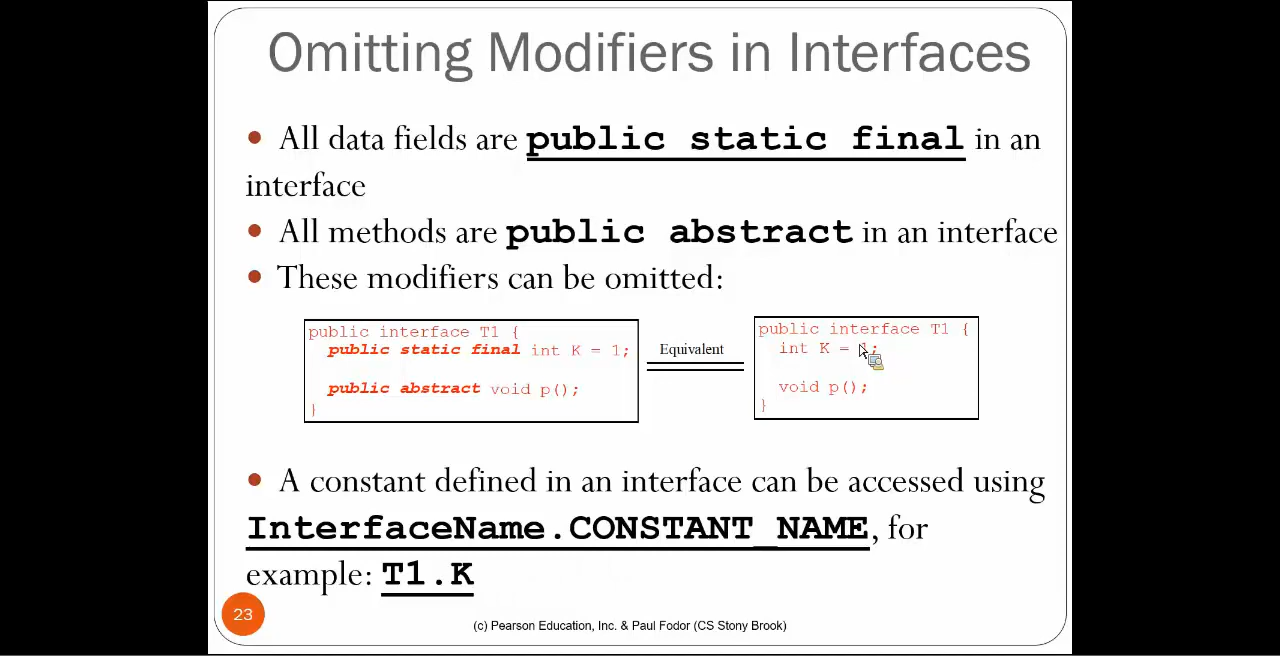 Omitting Modifiers in Interfaces
• All data fields are public static final in an
interface
• All methods are public abstract in an interface
• These modifiers can be omitted:
public interface T1 {
public static final int K = 1;
public abstract void p();
}
Equivalent
public interface T1 {
int K = 1;
void p();
}
• A constant defined in an interface can be accessed using
InterfaceName.CONSTANT_NAME, for
example: T1.K
23
(c) Pearson Education, Inc. & Paul Fodor (CS Stony Brook)